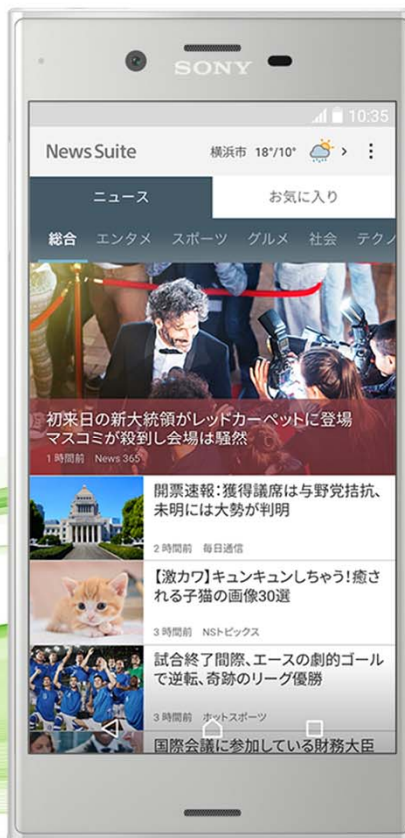 SONY
10:35
News Suite
横浜市 18°/10°
ニュース
お気に入り
総合 エンタメ スポーツ グルメ 社会 テクノ
初来日の新大統領がレッドカーペットに登場
マスコミが殺到し会場は騒然
1 時間前 News 365
開票速報:獲得議席は与野党拮抗、
未明には大勢が判明
2 時間前 毎日通信
【激カワ】キュンキュンしちゃう!癒さ
れる子猫の画像30選
3 時間前 NSトピックス
試合終了間際、エースの劇的ゴール
で逆転、奇跡のリーグ優勝
3 時間前 ホットスポーツ
国際会議に参加している財務大臣